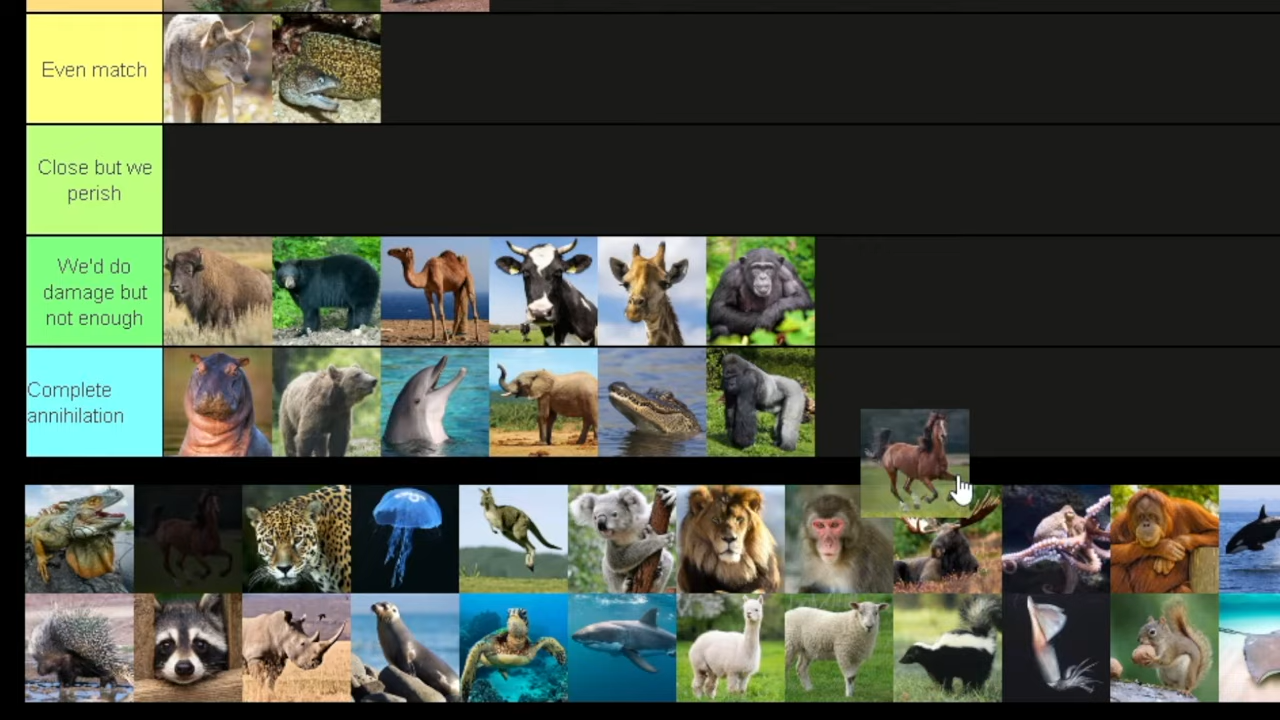 Even match
Close but we
perish
We'd do
damage but
not enough
Complete
annihilation